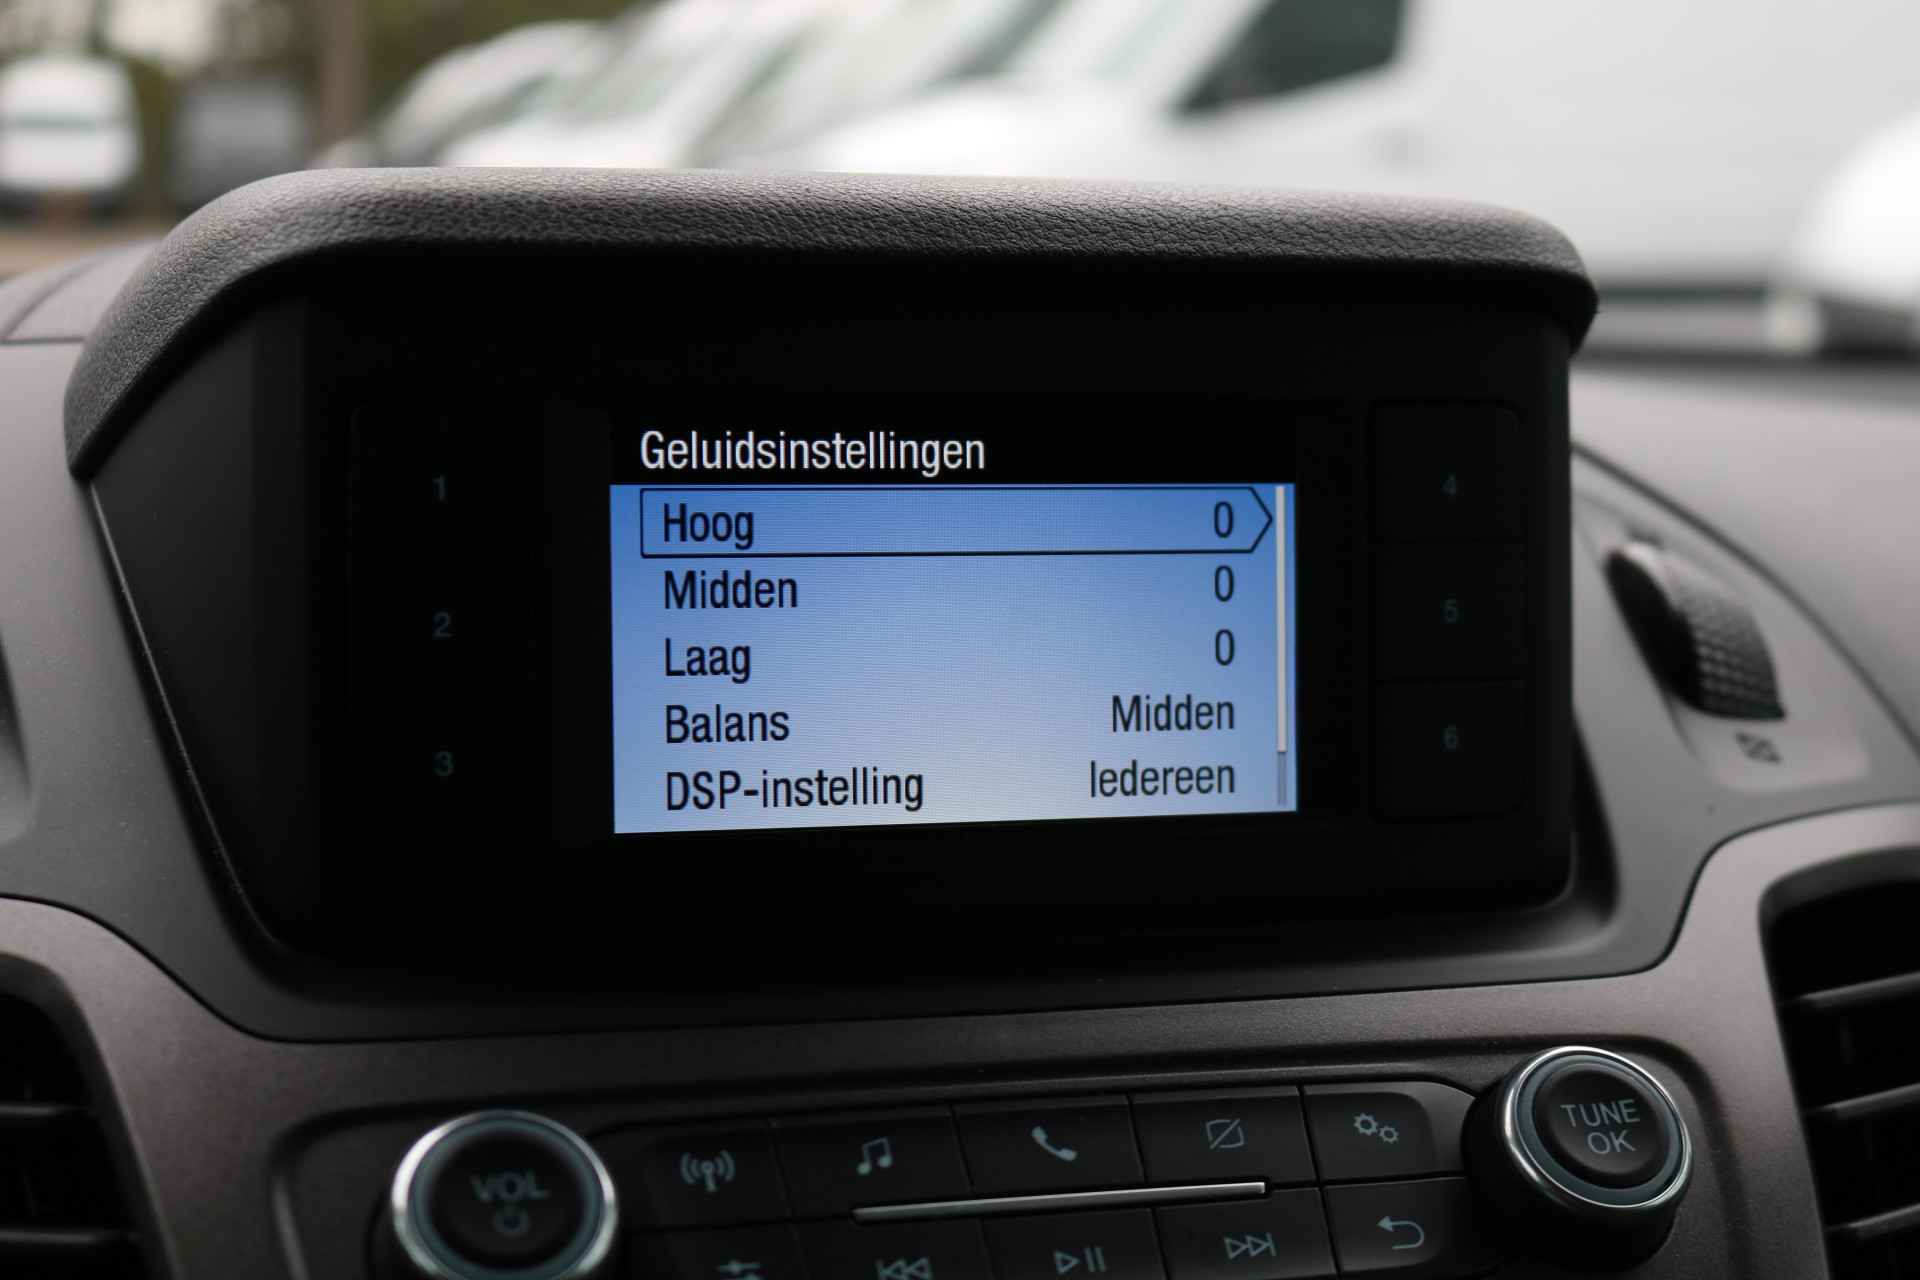 Geluidsinstellingen
Hoog 0
Midden 0
Laag 0
Balans Midden
DSP-instelling Iedereen
1
2
3
4
5
6
VOL
TUNE
OK